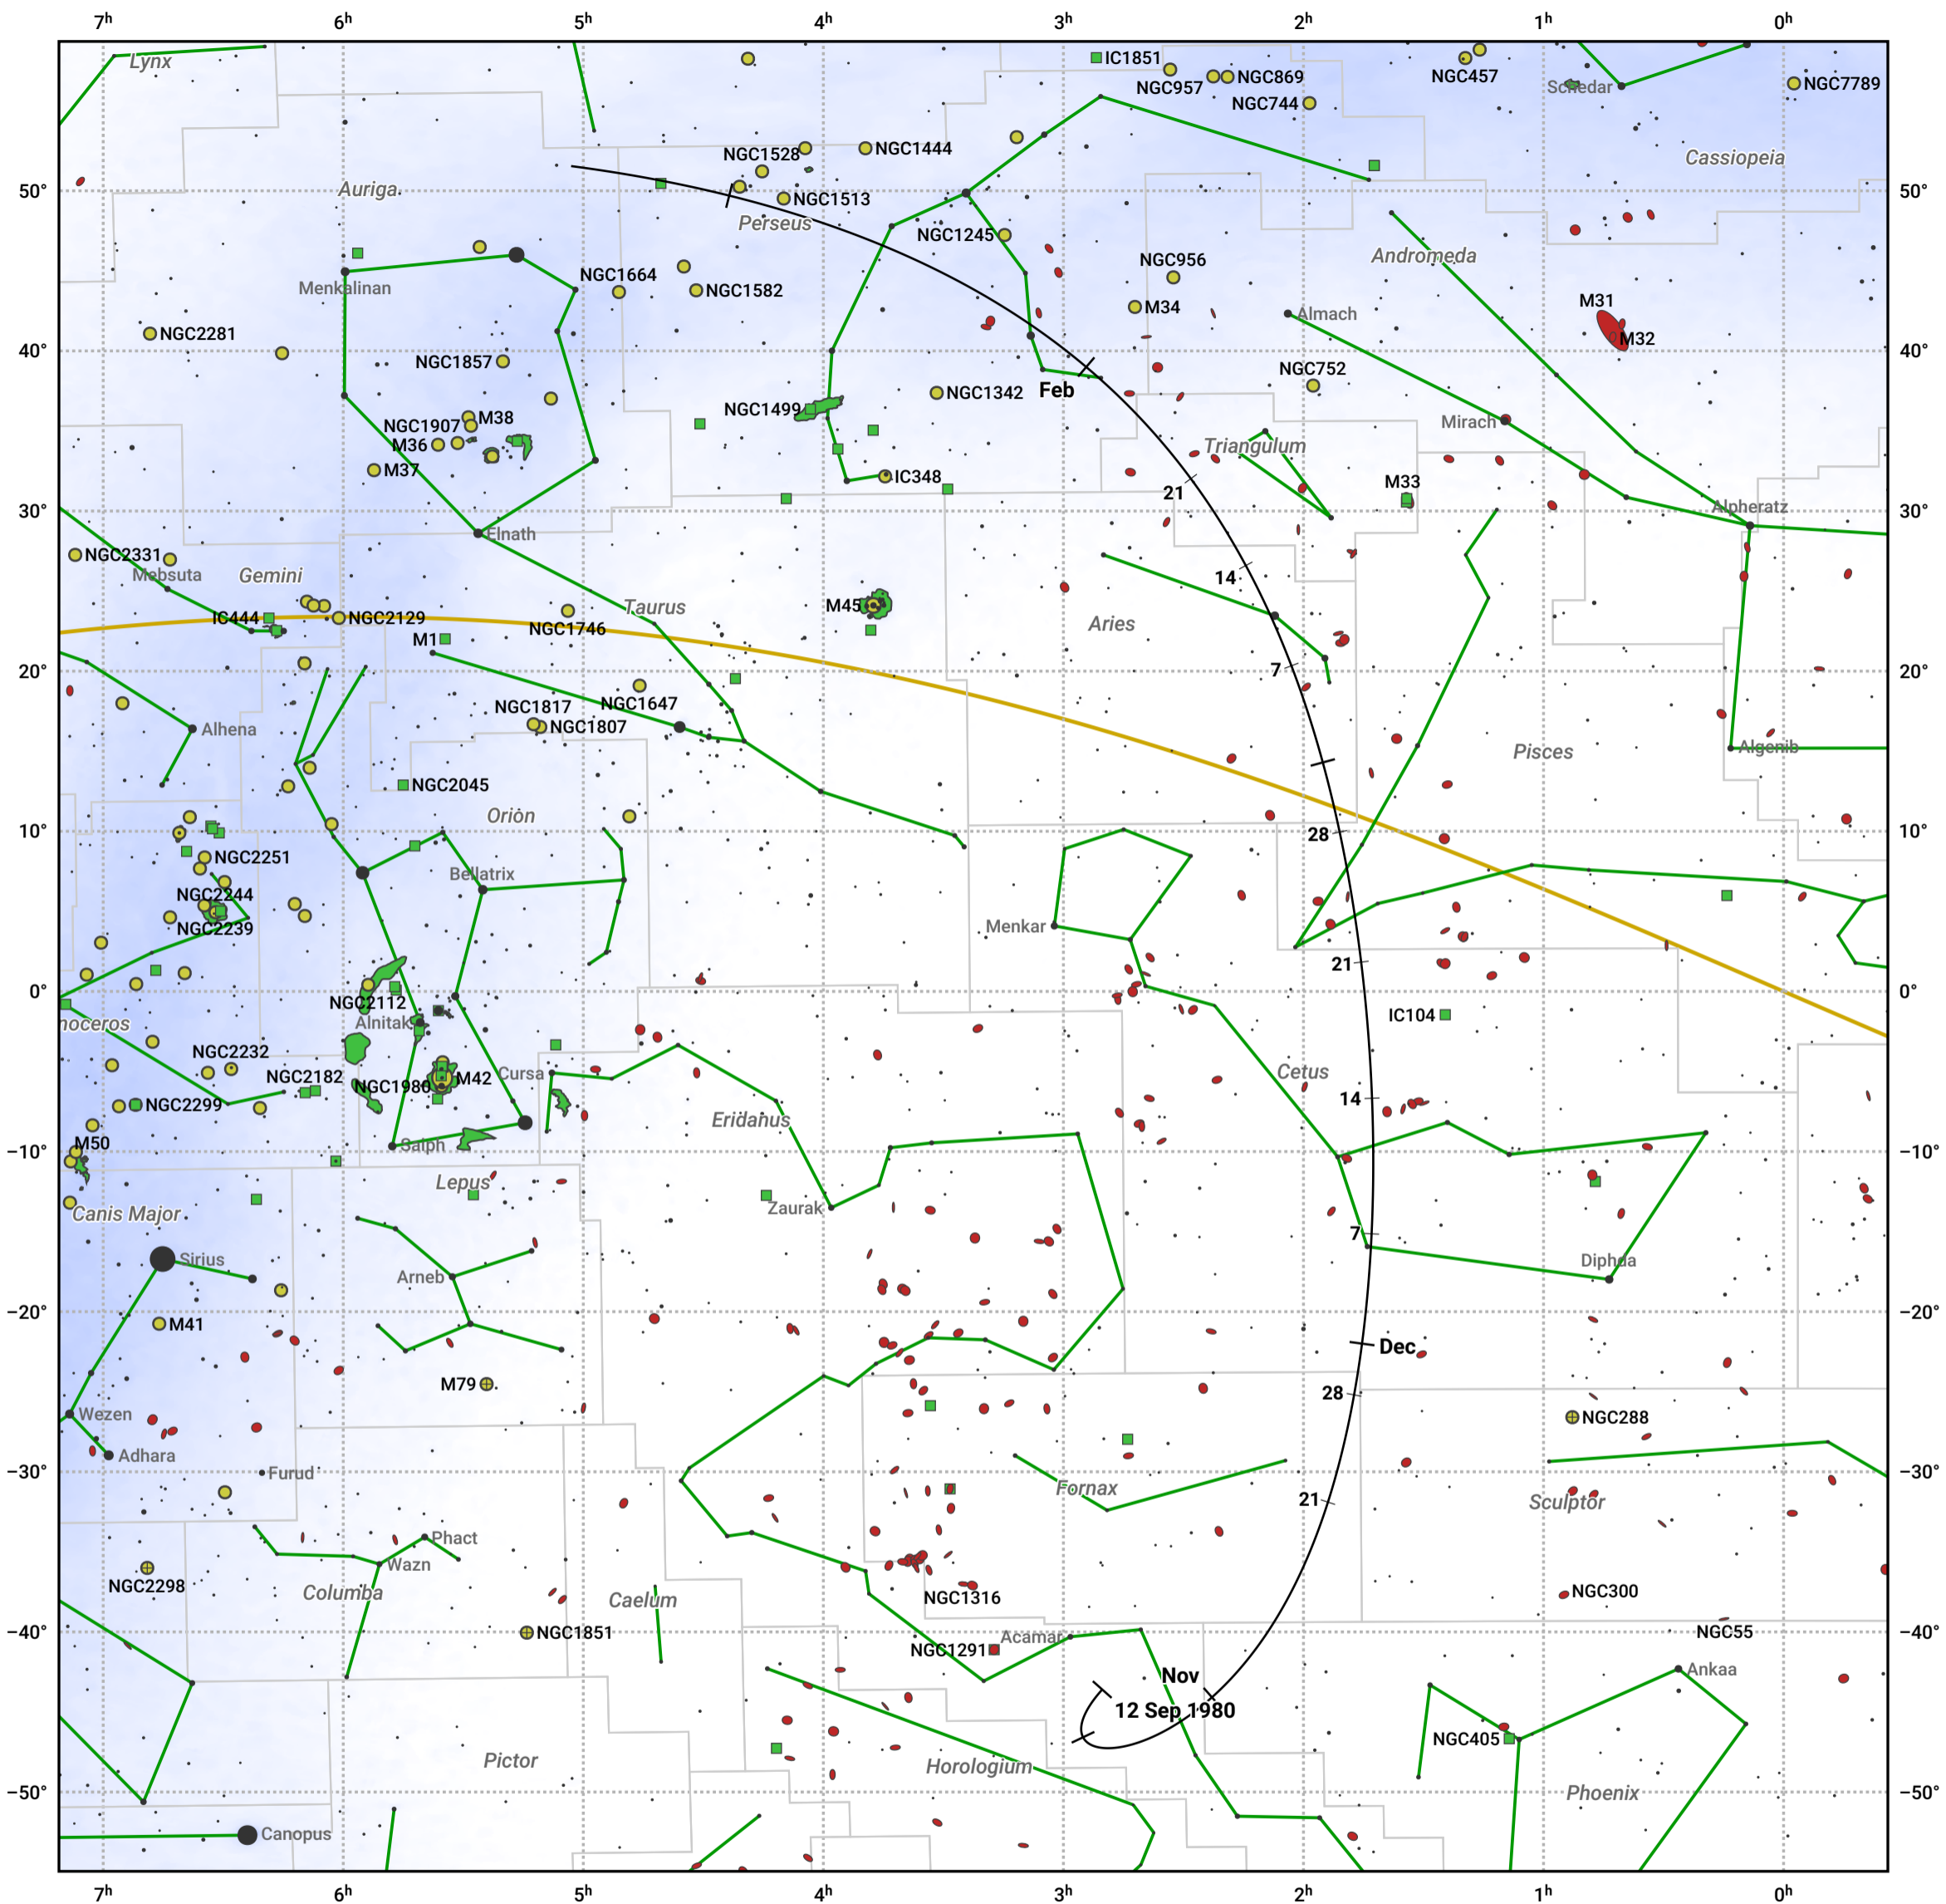 7h 6h 5h 4h 3h 2h 1h 0h
Lynx
IC1851
NGC957
NGC869
NGC457
NGC744
Schedar
NGC7789
NGC1528
NGC1444
Cassiopeia
50° Auriga 50°
NGC1513
Perseus
NGC1245
Andromeda
NGC956
NGC1664
Menkalinan
NGC1582
M31
M34
Almach
NGC2281
M32
40° 40°
NGC1857
NGC752
Feb
NGC1342
NGC1499
M38
NGC1907
Mirach
M36
Triangulum
M37
IC348
M33
21
30° 30°
Alpheratz
Elnath
NGC2331
Mebsuta
Gemini
14
M45
Taurus
IC444
NGC2129
NGC1746
Aries
M1
20° 7 20°
NGC1817
NGC1647
NGC1807
Alhena
Pisces
Algenib
NGC2045
Orion
10° 28 10°
NGC2251
Bellatrix
NGC2244
NGC2239
Menkar
21
0° 0°
NGC2112
IC104
noceros
Alnitak
NGC2232
NGC2182
NGC1980
M42
Cursa
Cetus
NGC2299
14
Eridanus
M50
−10° Saiph −10°
Lepus
Canis Major
Zaurak
7
Sirius
Arneb
Diphda
−20° −20°
M41
Dec
M79
28
Wezen
NGC288
Adhara
−30° Furud −30°
Fornax
21
Sculptor
Phact
Wazn
NGC2298
Columba
Caelum
NGC1316
NGC300
−40° NGC1851 NGC55 −40°
Acamar
NGC1291
Nov
Ankaa
12 Sep 1980
NGC405
Pictor
Horologium
−50° Phoenix −50°
Canopus
7h 6h 5h 4h 3h 2h 1h 0h